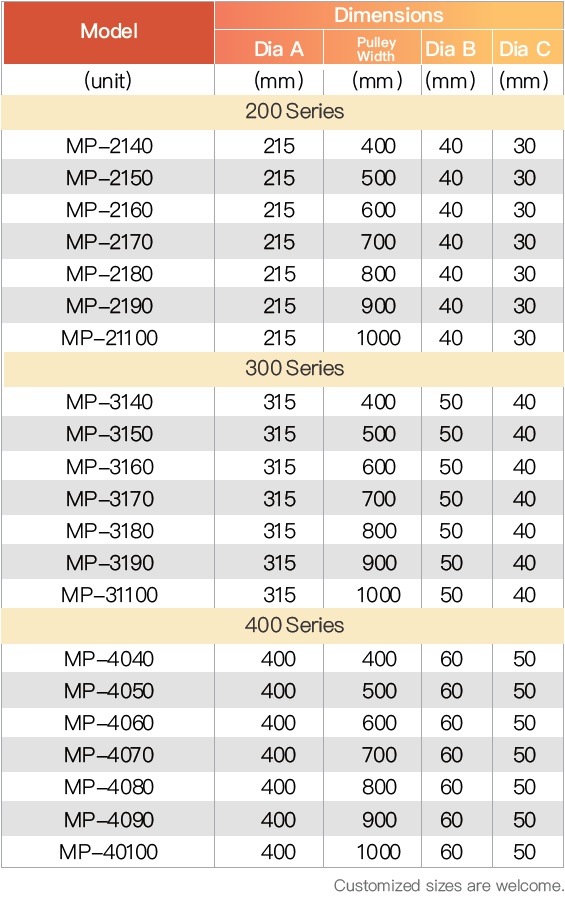 Model Dimensions
Dia A Pulley Width Dia B Dia C
(unit) (mm) (mm) (mm) (mm)
200 Series
MP-2140 215 400 40 30
MP-2150 215 500 40 30
MP-2160 215 600 40 30
MP-2170 215 700 40 30
MP-2180 215 800 40 30
MP-2190 215 900 40 30
MP-21100 215 1000 40 30
300 Series
MP-3140 315 400 50 40
MP-3150 315 500 50 40
MP-3160 315 600 50 40
MP-3170 315 700 50 40
MP-3180 315 800 50 40
MP-3190 315 900 50 40
MP-31100 315 1000 50 40
400 Series
MP-4040 400 400 60 50
MP-4050 400 500 60 50
MP-4060 400 600 60 50
MP-4070 400 700 60 50
MP-4080 400 800 60 50
MP-4090 400 900 60 50
MP-40100 400 1000 60 50
Customized sizes are welcome.